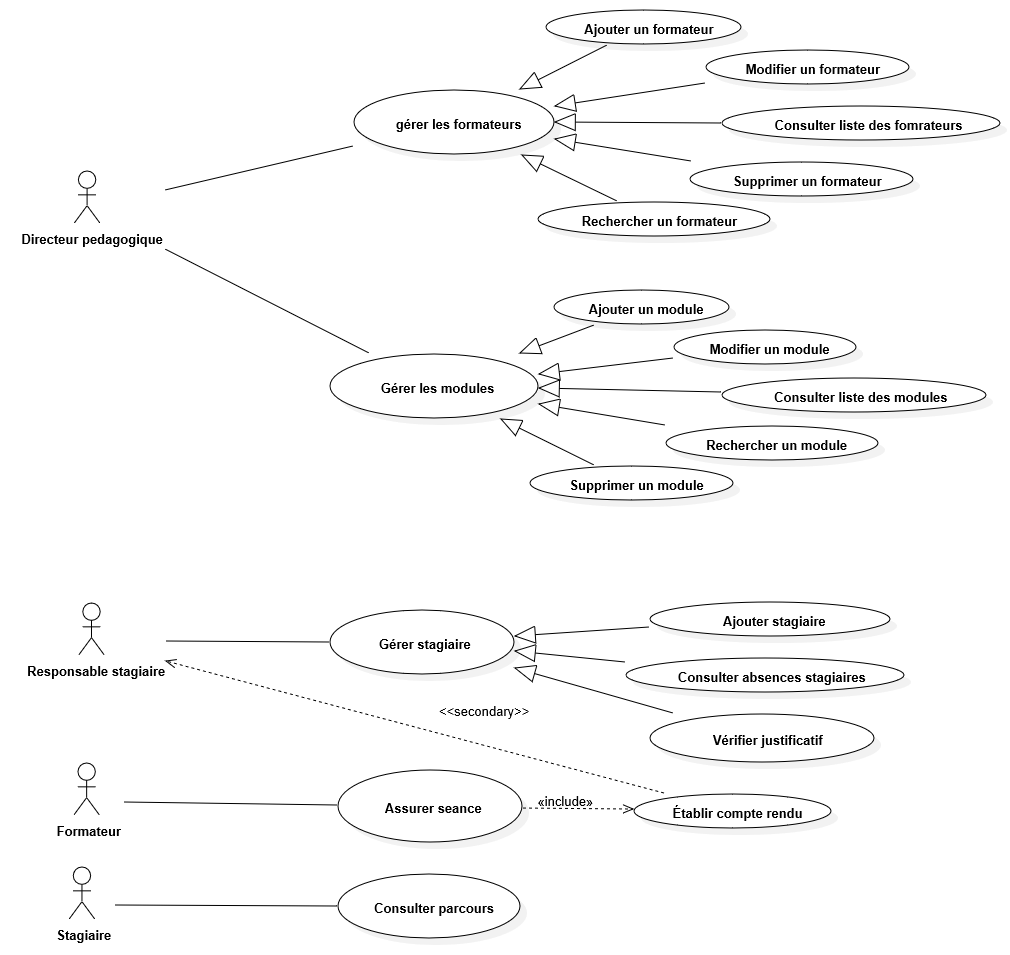 Ajouter un formateur
Modifier un formateur
gérer les formateurs
Consulter liste des fomrateurs
Supprimer un formateur
Rechercher un formateur
Directeur pedagogique
Ajouter un module
Modifier un module
Gérer les modules
Consulter liste des modules
Rechercher un module
Supprimer un module
Ajouter stagiaire
Gérer stagiaire
Responsable stagiaire
Consulter absences stagiaires
<<secondary>>
Vérifier justificatif
«include»
Assurer seance
Établir compte rendu
Formateur
Consulter parcours
Stagiaire